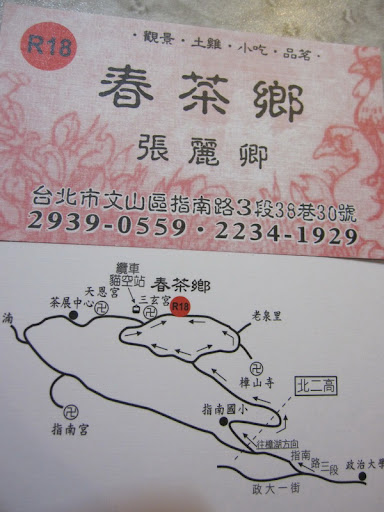 R18
·觀景·土雞·小吃·品茗·
春茶鄉
張麗卿
台北市文山區指南路3段38巷30號
2939-0559·2234-1929
纜車
貓空站
春茶鄉
天恩宮
三玄宮
R18
茶展中心
老泉里
樟山寺
北二高
指南國小
指南宮
往樟湖方向
指南
路三段
政治大學
政大一街